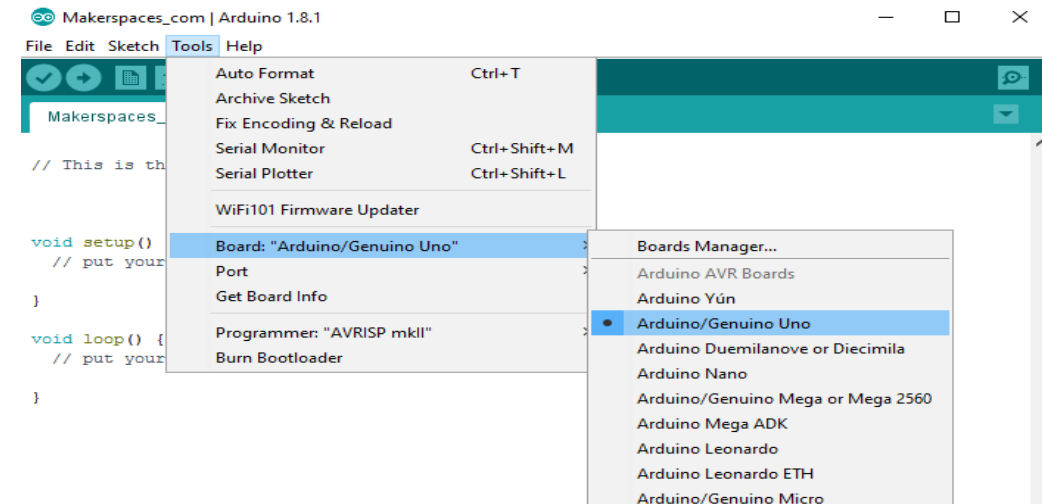 Makerspaces_com | Arduino 1.8.1
File Edit Sketch Tools Help
Auto Format Ctrl+T
Archive Sketch
Makerspaces_
Fix Encoding & Reload
Serial Monitor Ctrl+Shift+M
// This is th
Serial Plotter Ctrl+Shift+L
WiFi101 Firmware Updater
void setup()
Board: "Arduino/Genuino Uno"
Boards Manager...
// put your
Port
Arduino AVR Boards
}
Get Board Info
Arduino Yún
Arduino/Genuino Uno
void loop() {
Programmer: "AVRISP mkII"
Arduino Duemilanove or Diecimila
// put your
Burn Bootloader
Arduino Nano
}
Arduino/Genuino Mega or Mega 2560
Arduino Mega ADK
Arduino Leonardo
Arduino Leonardo ETH
Arduino/Genuino Micro